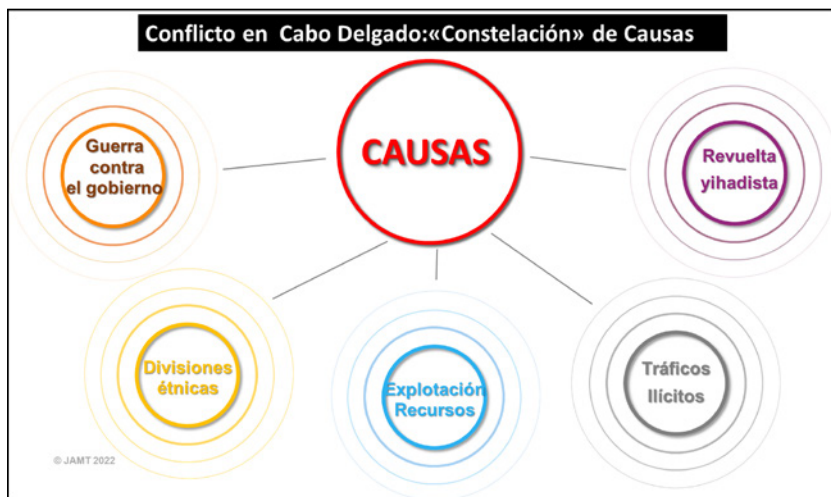 Conflicto en Cabo Delgado:«Constelación» de Causas
CAUSAS
Guerra
contra
el gobierno
Revuelta
yihadista
Divisiones
étnicas
Explotación
Recursos
Tráficos
Ilícitos
© JAMT 2022